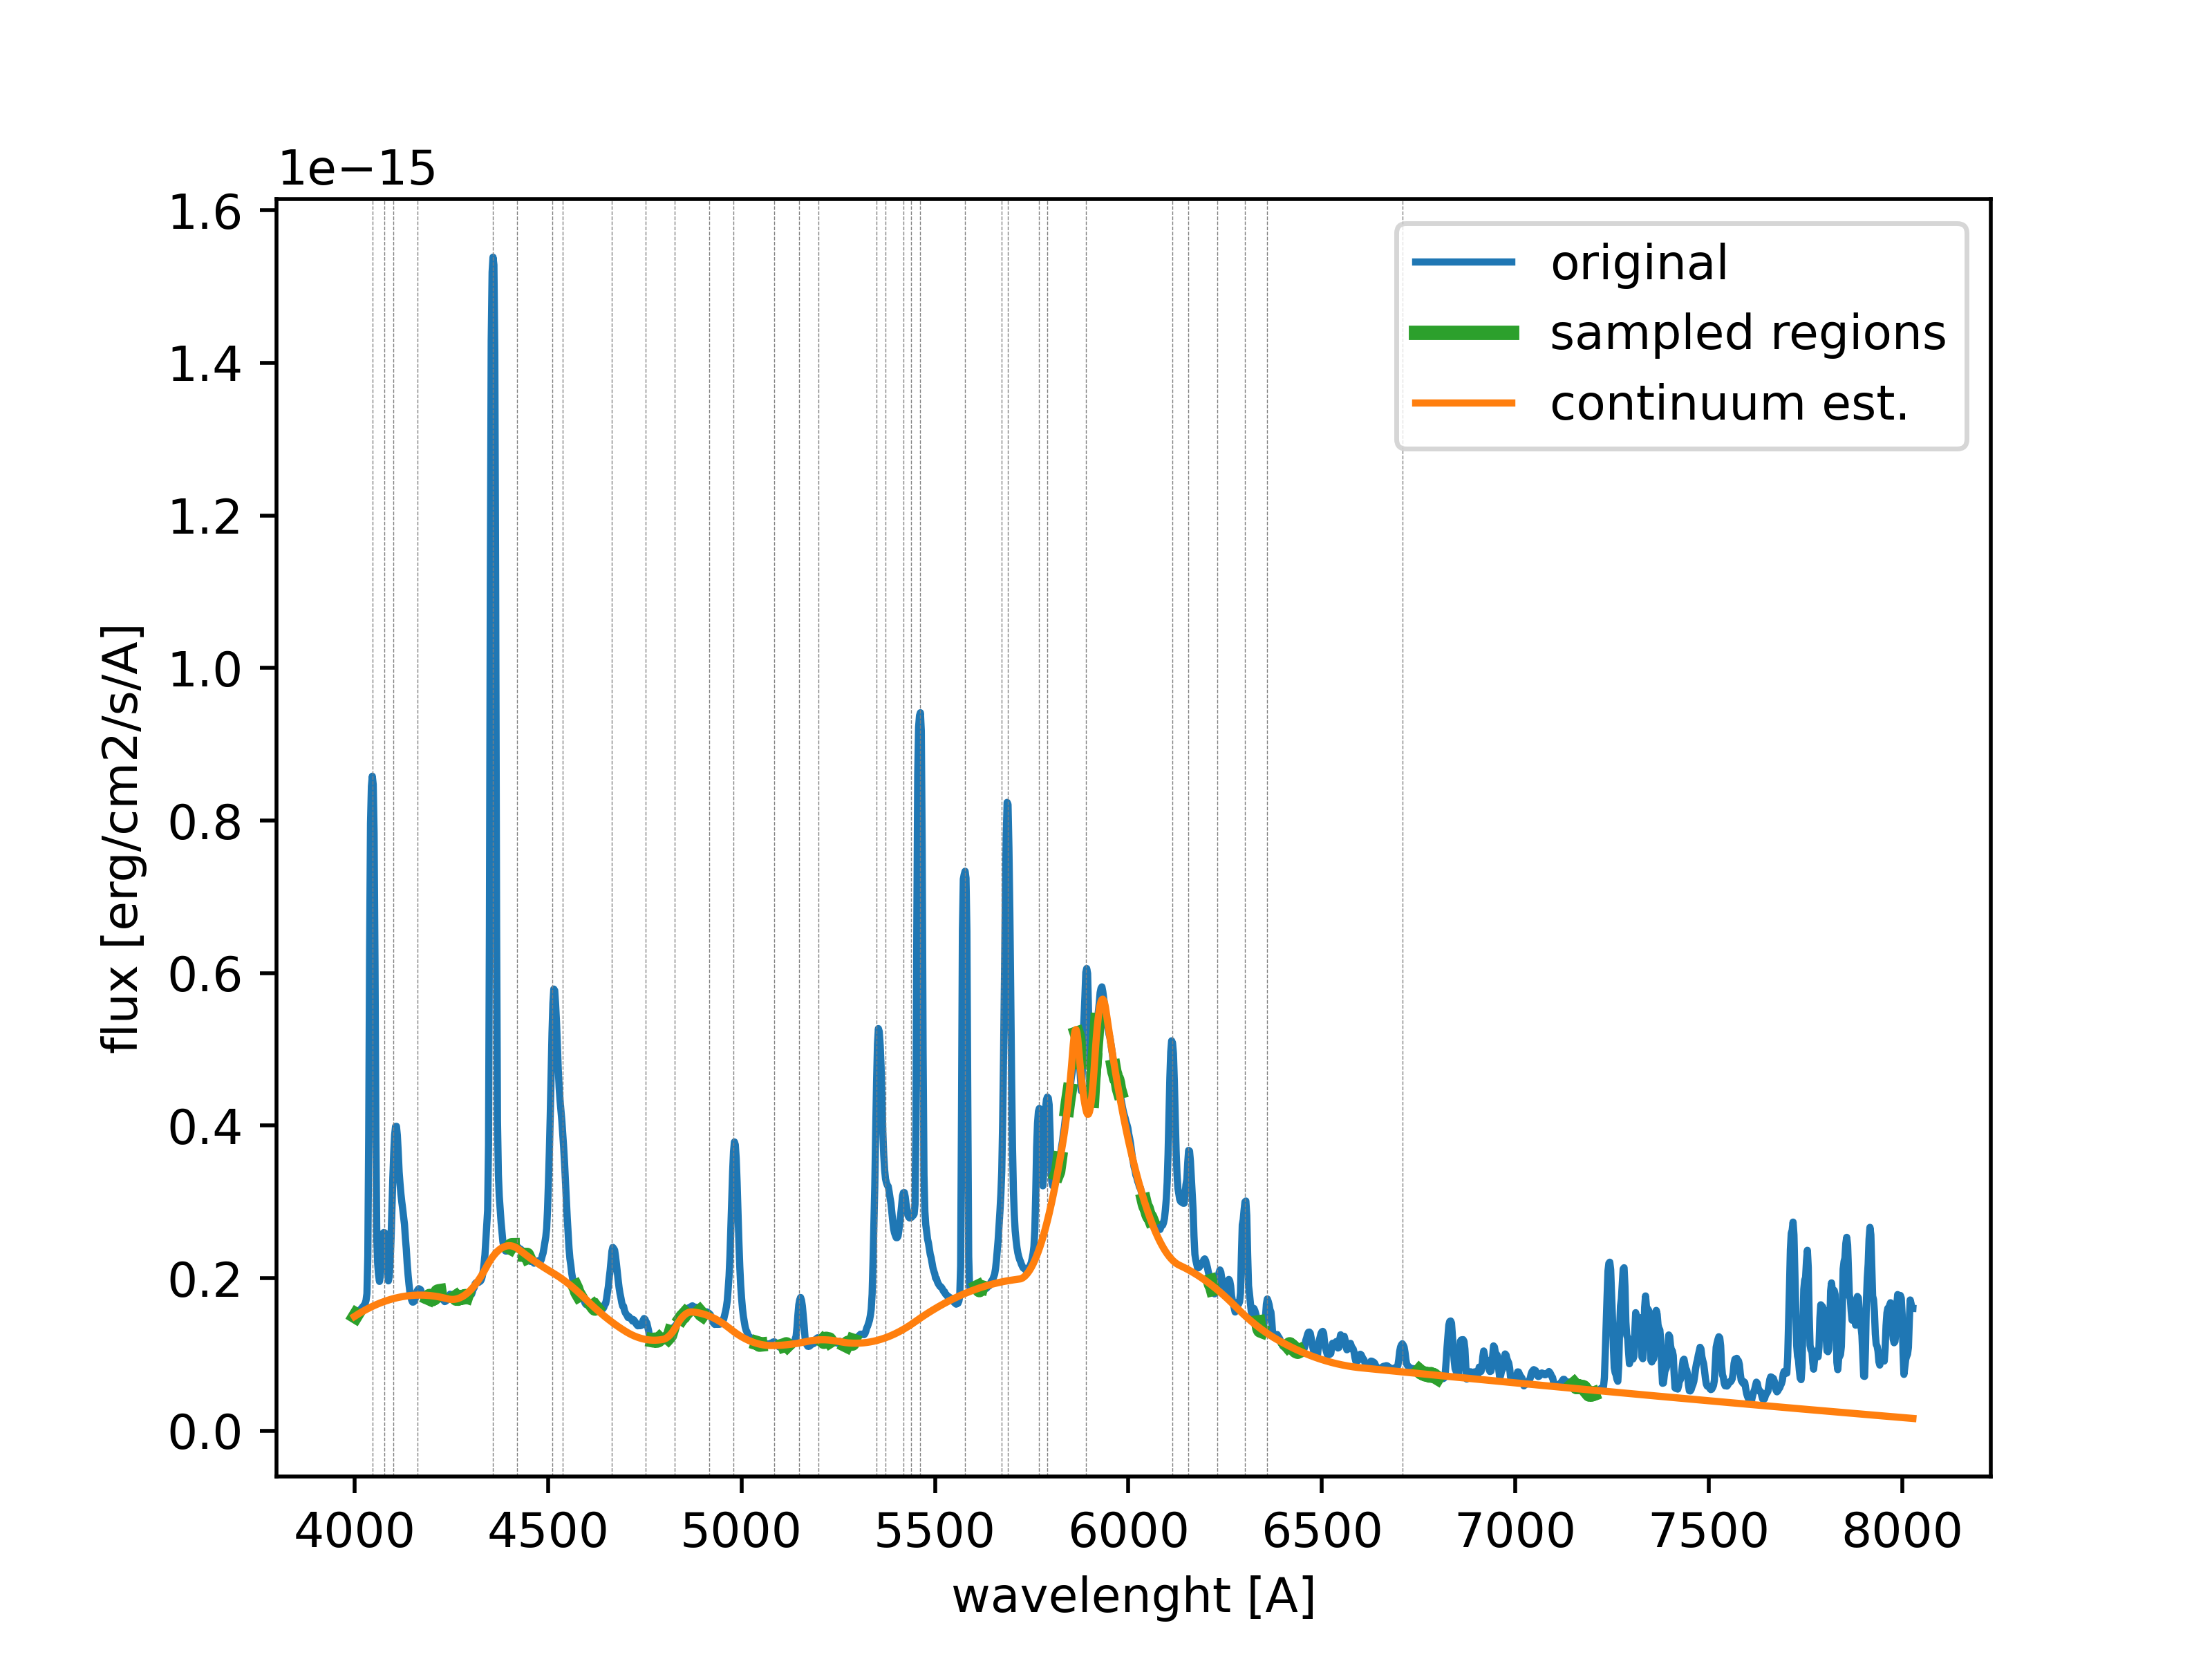 1e−15
1.6
1.4
1.2
1.0
0.8
0.6
0.4
0.2
0.0
flux [erg/cm2/s/A]
original
sampled regions
continuum est.
4000 4500 5000 5500 6000 6500 7000 7500 8000
wavelenght [A]